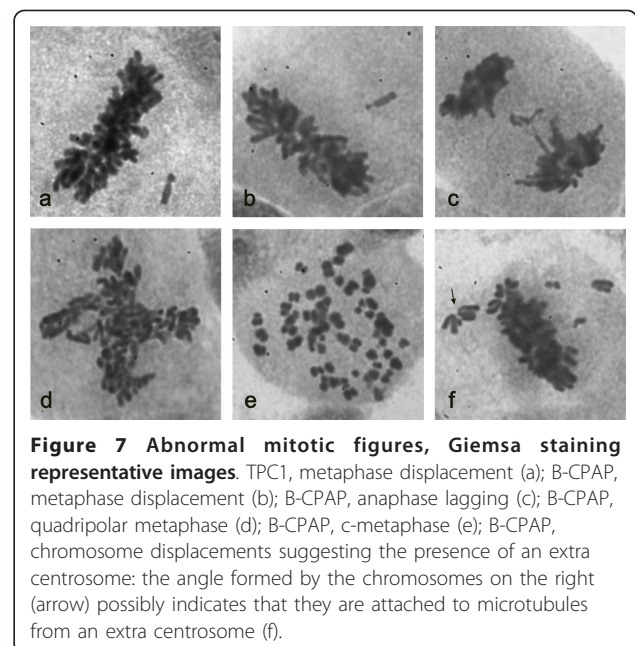 a
b
c
d
e
f
Figure 7 Abnormal mitotic figures, Giemsa staining
representative images. TPC1, metaphase displacement (a); B-CPAP,
metaphase displacement (b); B-CPAP, anaphase lagging (c); B-CPAP,
quadripolar metaphase (d); B-CPAP, c-metaphase (e); B-CPAP,
chromosome displacements suggesting the presence of an extra
centrosome: the angle formed by the chromosomes on the right
(arrow) possibly indicates that they are attached to microtubules
from an extra centrosome (f).